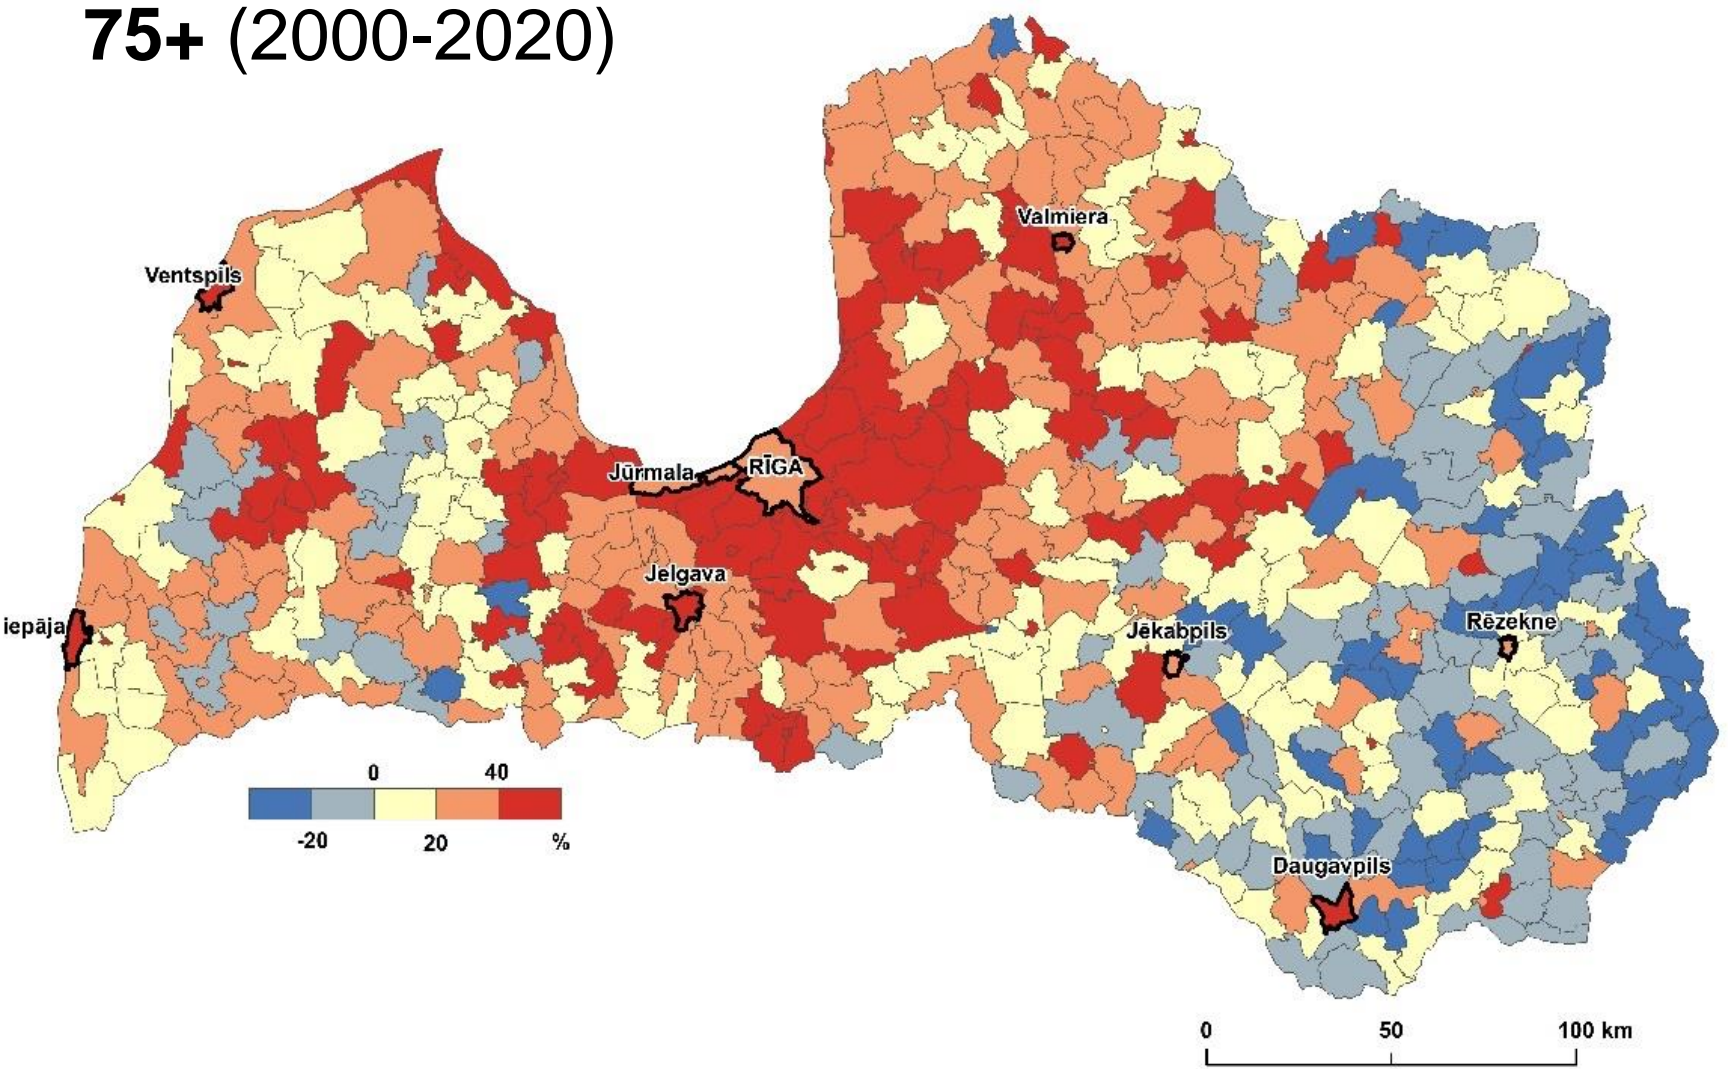 75+ (2000-2020)
Valmiera
Ventspils
Jūrmala
RĪGA
Jelgava
iepāja
Jēkabpils
Rēzekne
0 40
-20 20 %
Daugavpils
0 50 100 km